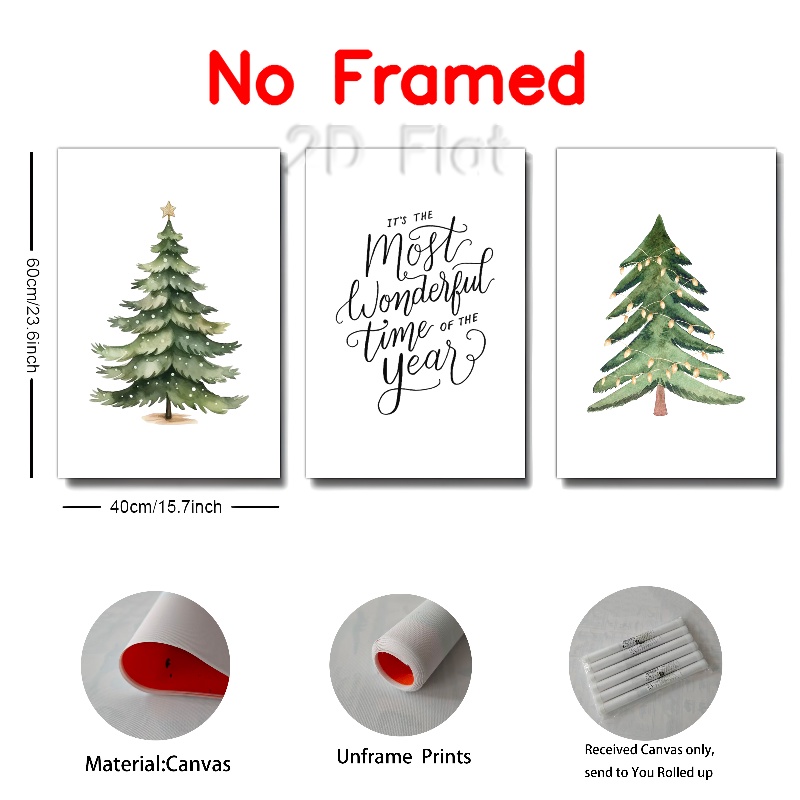 No Framed
2D Flat
60cm/23.6inch
IT'S THE
Most
Wonderful
time OF THE
Year
40cm/15.7inch
Material:Canvas
Unframe Prints
Received Canvas only,
send to You Rolled up